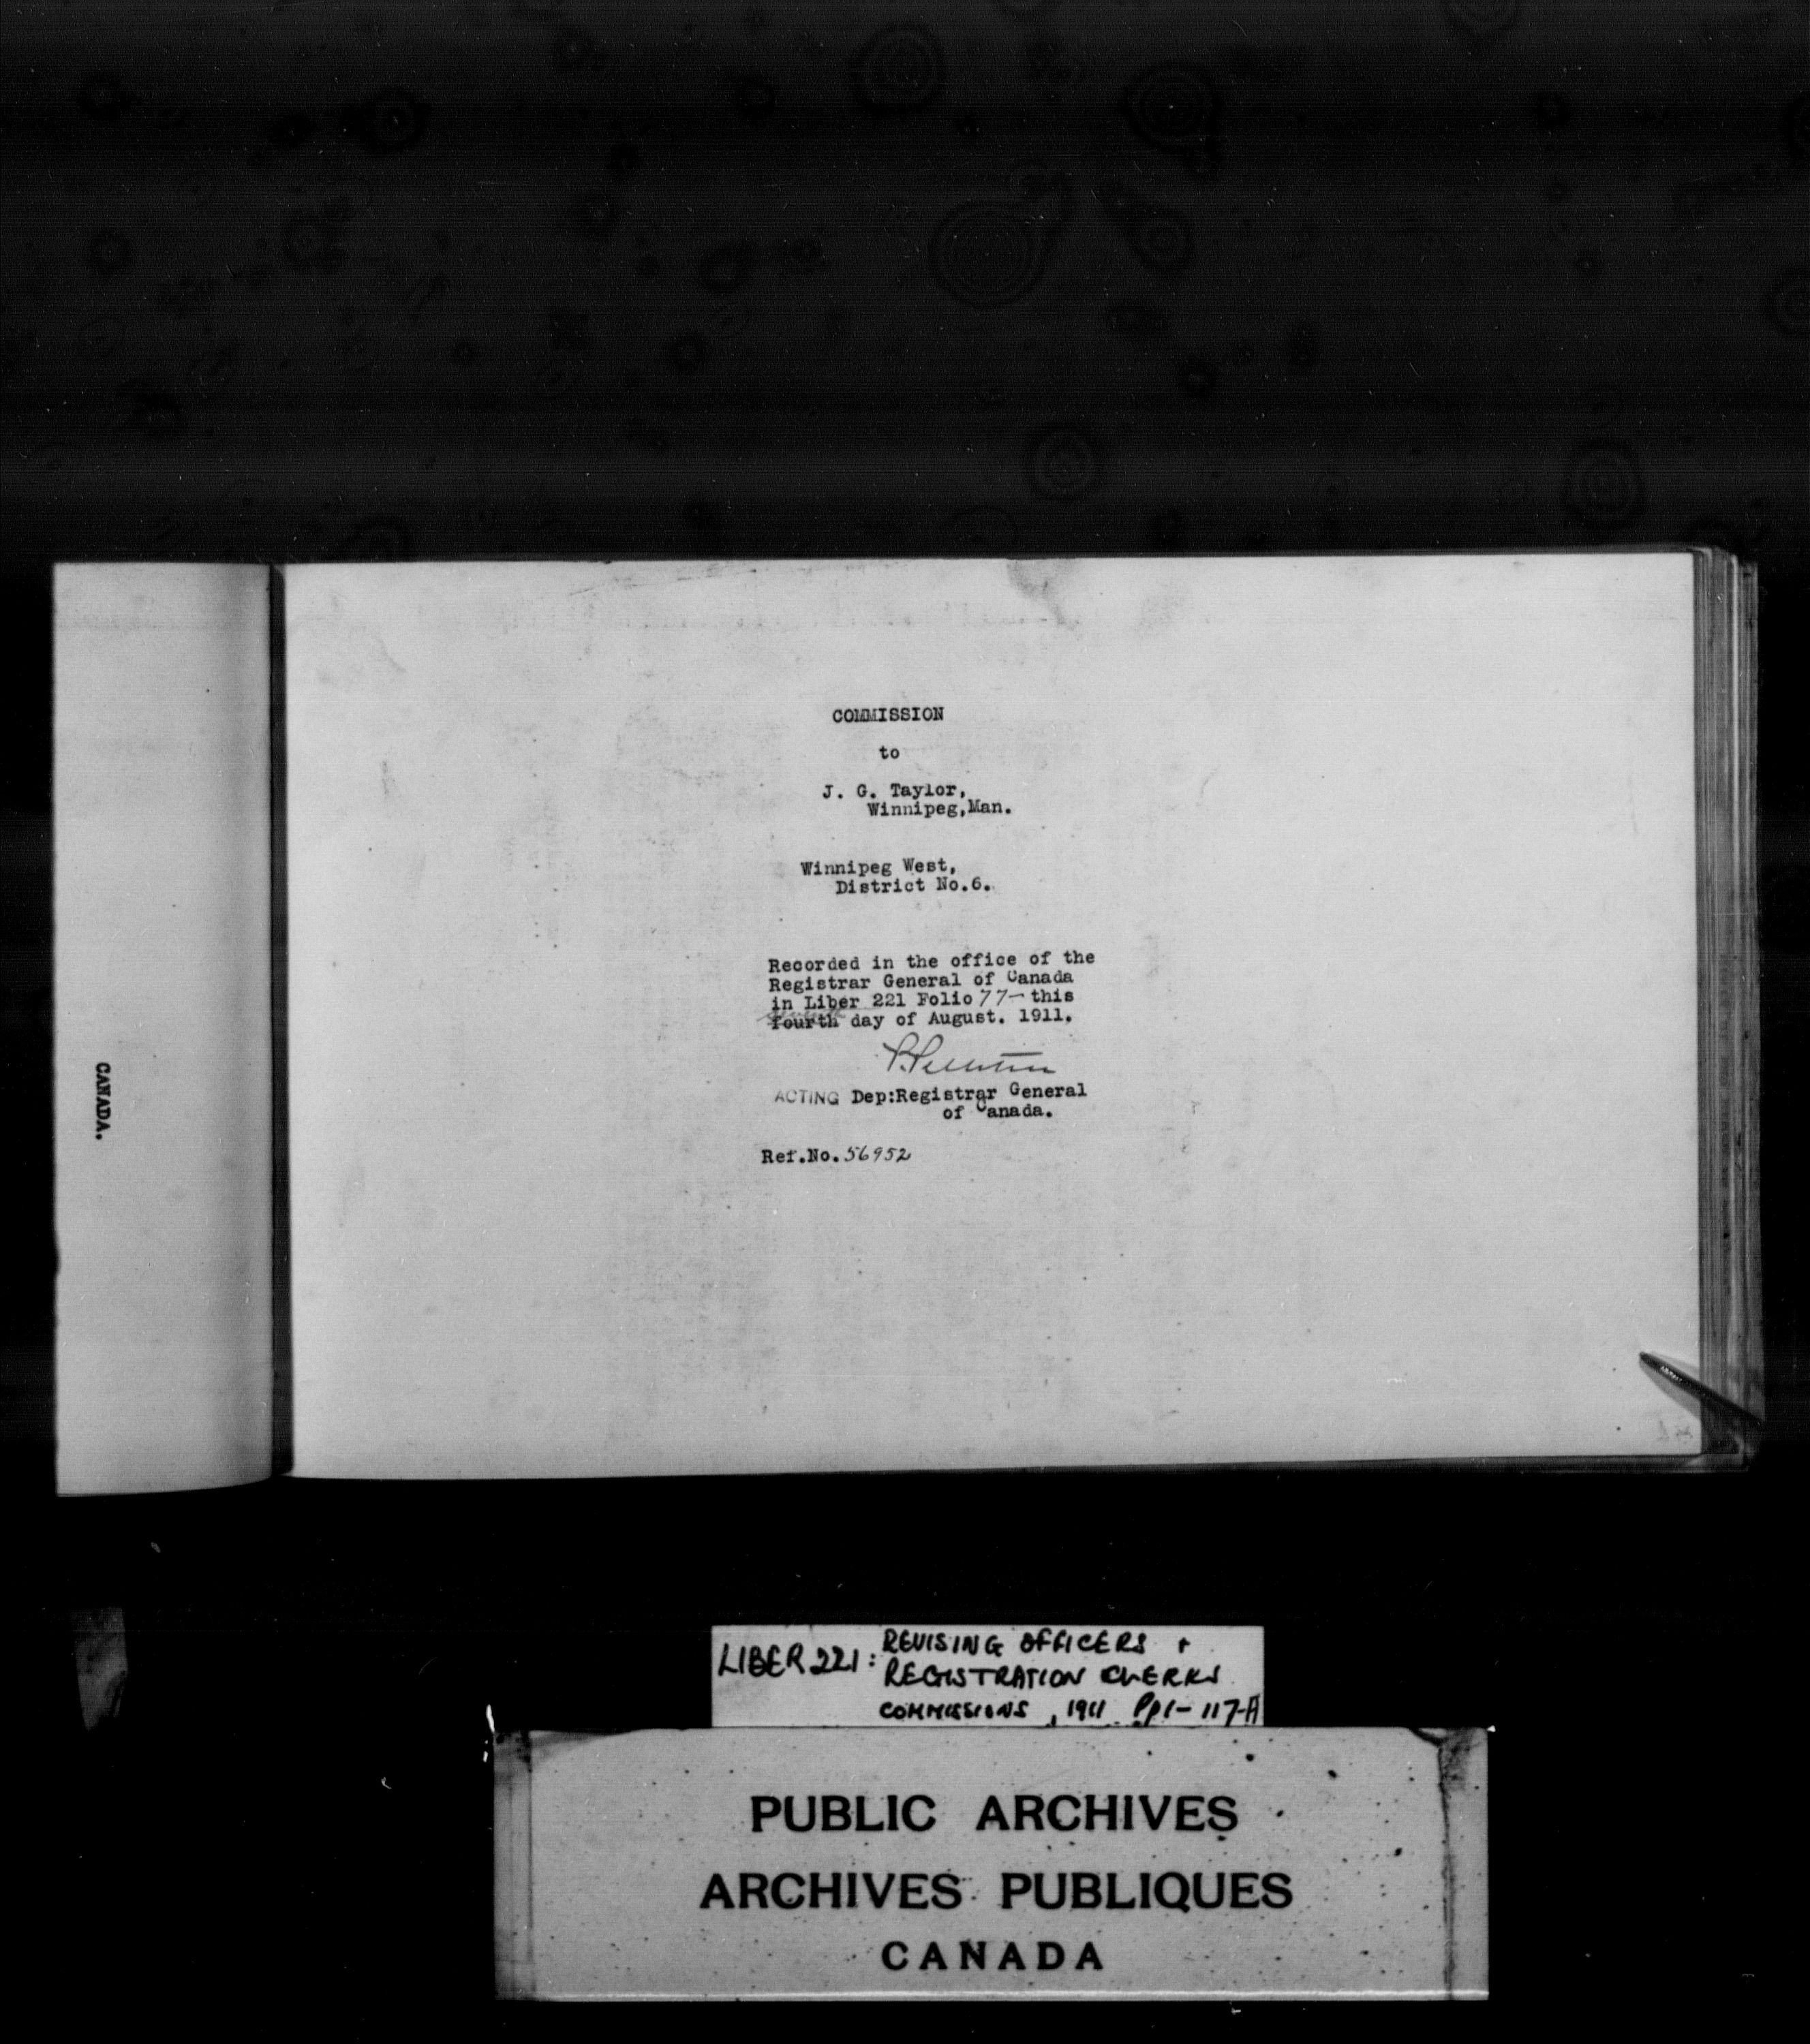 CANADA.
COMMISSION
to
J. G. Taylor,
Winnipeg,Man.
Winnipeg West,
District No.6.
Recorded in the office of the
Registrar General of Canada
in Liber 221 Folio 77- this
seventh
fourth day of August. 1911.
ACTING Dep:Registrar General
of Canada.
Ref.No. 56952
LIBER 221: REVISING OFFICERS +
REGISTRATION CLERKS
COMMISSIONS, 1911 Pp1-117-A
PUBLIC ARCHIVES
ARCHIVES PUBLIQUES
CANADA